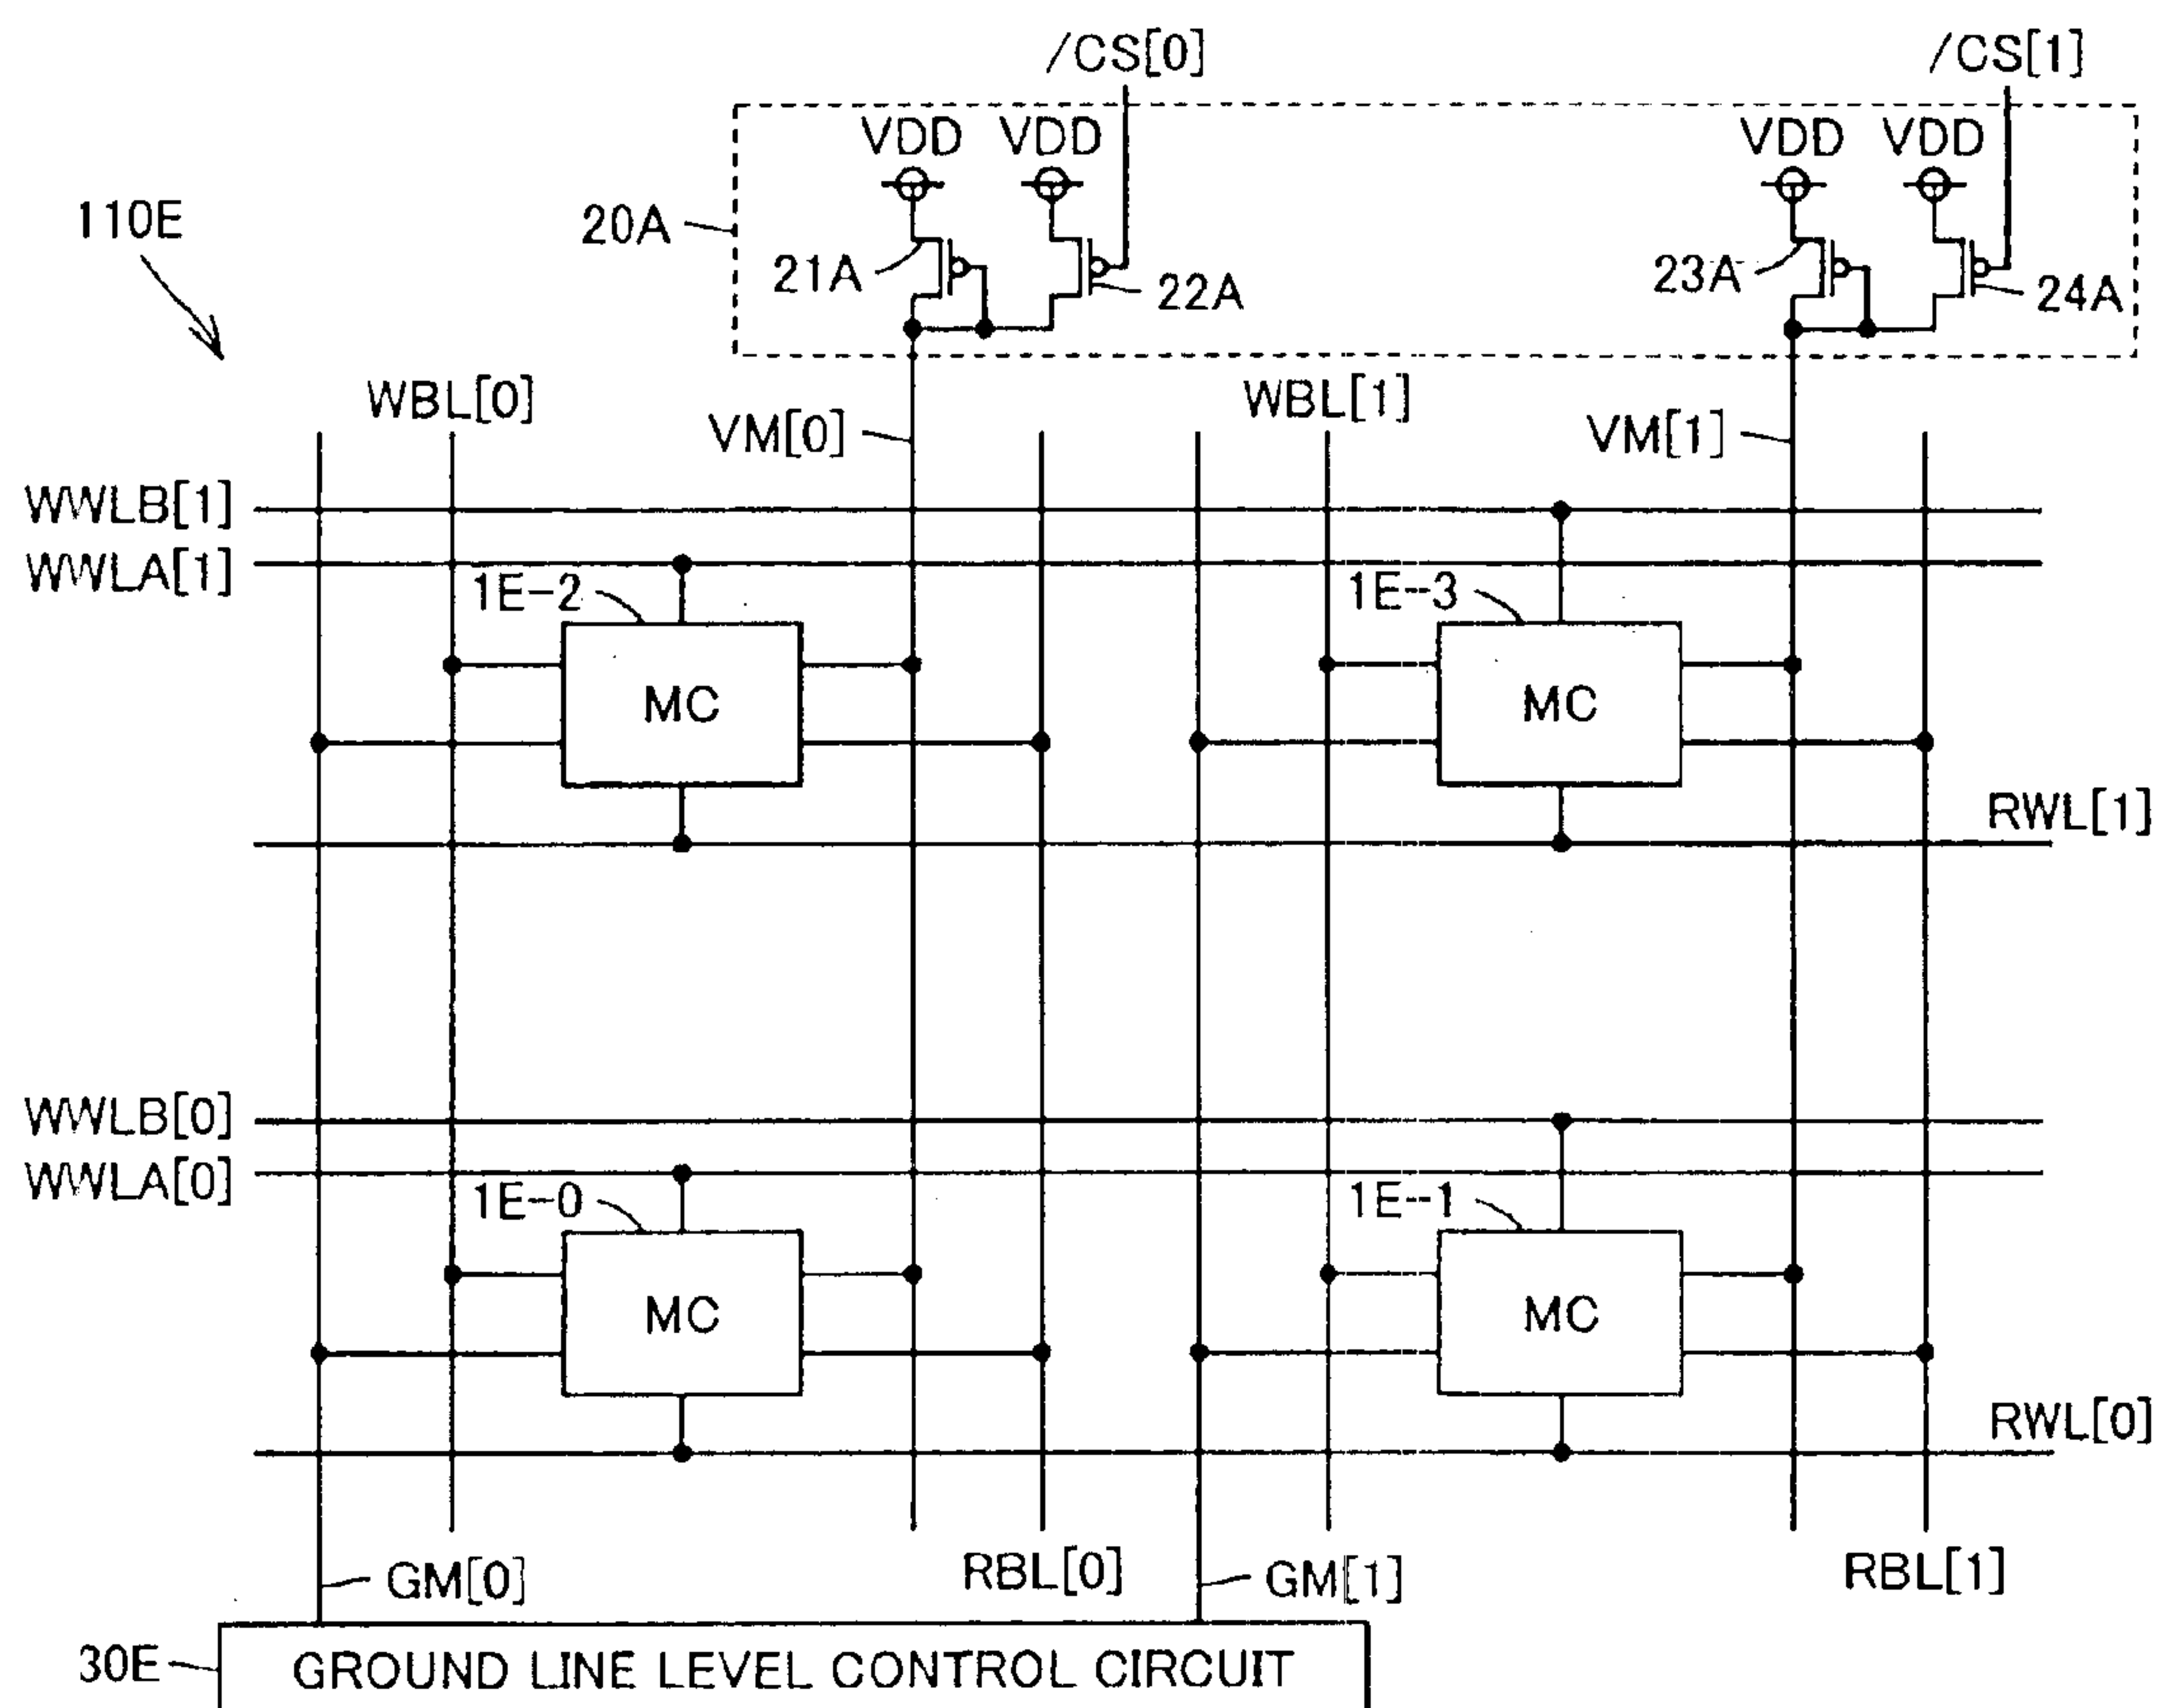 /CS[0] /CS[1]
VDD VDD VDD VDD
110E
20A
21A 22A 23A 24A
WBL[0] WBL[1]
VM[0] VM[1]
WWLB[1]
WWLA[1]
1E-2 1E-3
MC MC
RWL[1]
WWLB[0]
WWLA[0]
1E-0 1E-1
MC MC
RWL[0]
GM[0] RBL[0] GM[1] RBL[1]
30E
GROUND LINE LEVEL CONTROL CIRCUIT